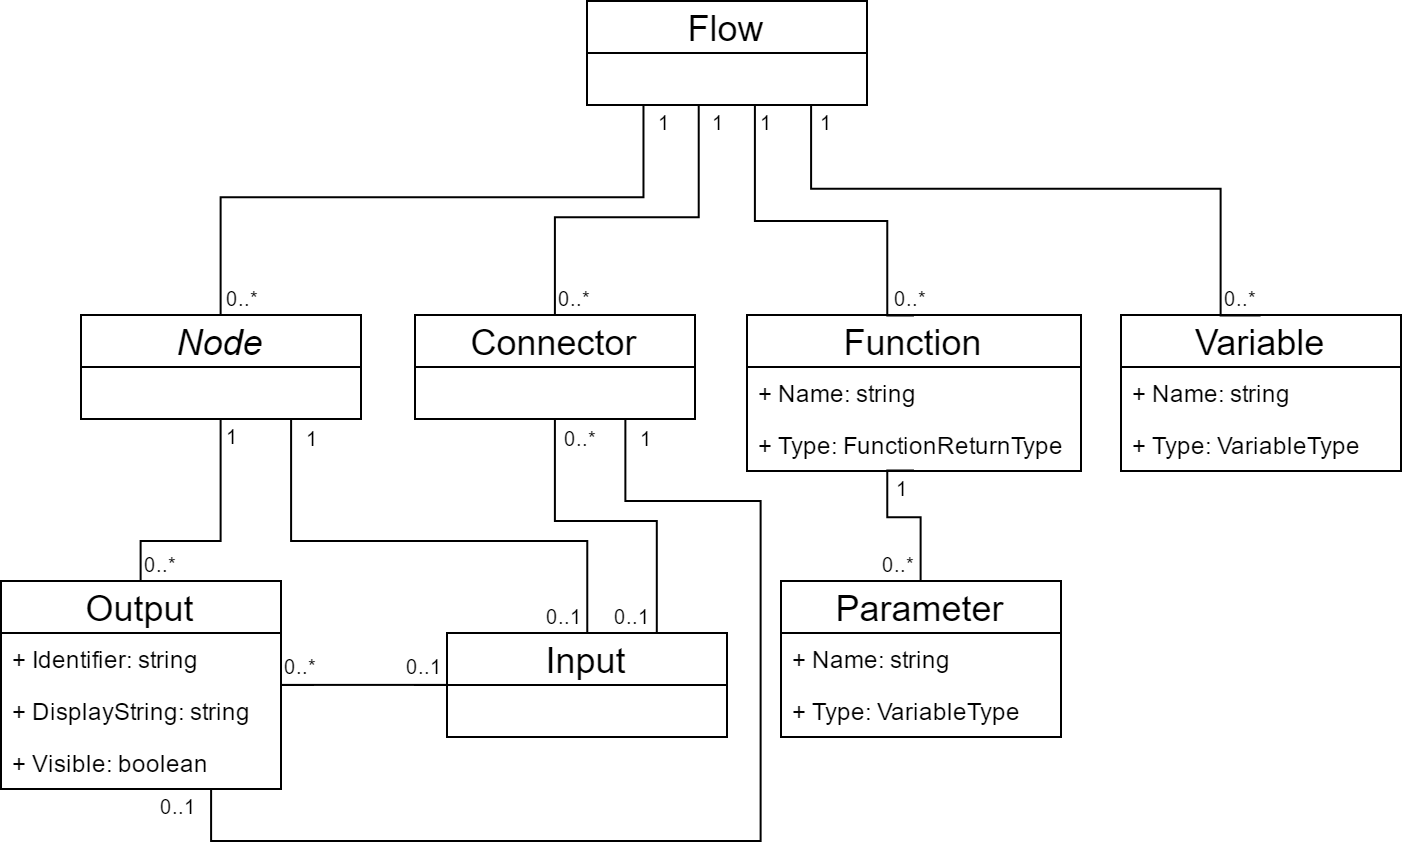 Flow
1 1 1 1
0..* 0..* 0..* 0..*
Node Connector Function Variable
+ Name: string + Name: string
+ Type: FunctionReturnType + Type: VariableType
1 1 0..* 1
1
0..* 0..*
Output Parameter
0..1 0..1
Input
+ Identifier: string + Name: string
0..* 0..1
+ DisplayString: string + Type: VariableType
+ Visible: boolean
0..1